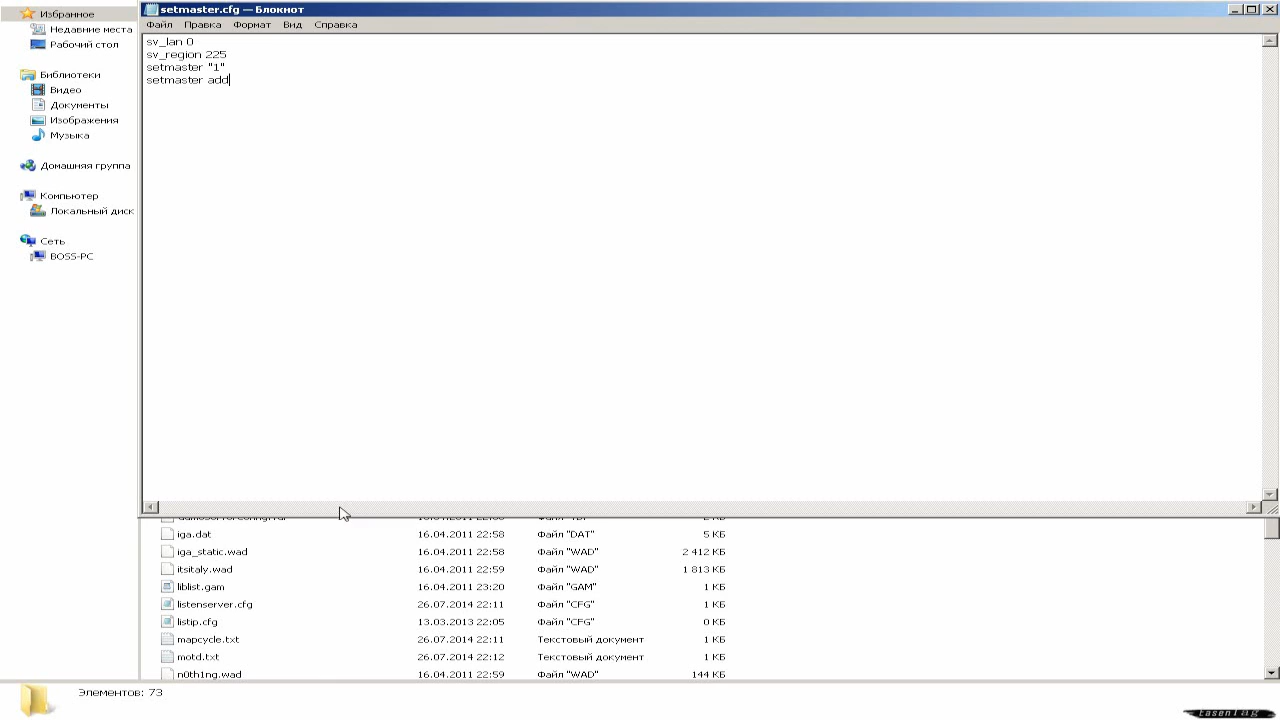 Избранное
Недавние места
Рабочий стол
Библиотеки
Видео
Документы
Изображения
Музыка
Домашняя группа
Компьютер
Локальный диск
Сеть
BOSS-PC
setmaster.cfg — Блокнот
Файл Правка Формат Вид Справка
sv_lan 0
sv_region 225
setmaster "1"
setmaster add
iga.dat 16.04.2011 22:58 Файл "DAT" 5 КБ
iga_static.wad 16.04.2011 22:58 Файл "WAD" 2 412 КБ
itsitaly.wad 16.04.2011 22:59 Файл "WAD" 1 813 КБ
liblist.gam 16.04.2011 23:20 Файл "GAM" 1 КБ
listenserver.cfg 26.07.2014 22:11 Файл "CFG" 1 КБ
listip.cfg 13.03.2013 22:05 Файл "CFG" 0 КБ
mapcycle.txt 26.07.2014 22:11 Текстовый документ 1 КБ
motd.txt 26.07.2014 22:12 Текстовый документ 1 КБ
n0th1ng.wad 16.04.2011 22:59 Файл "WAD" 144 КБ
Элементов: 73